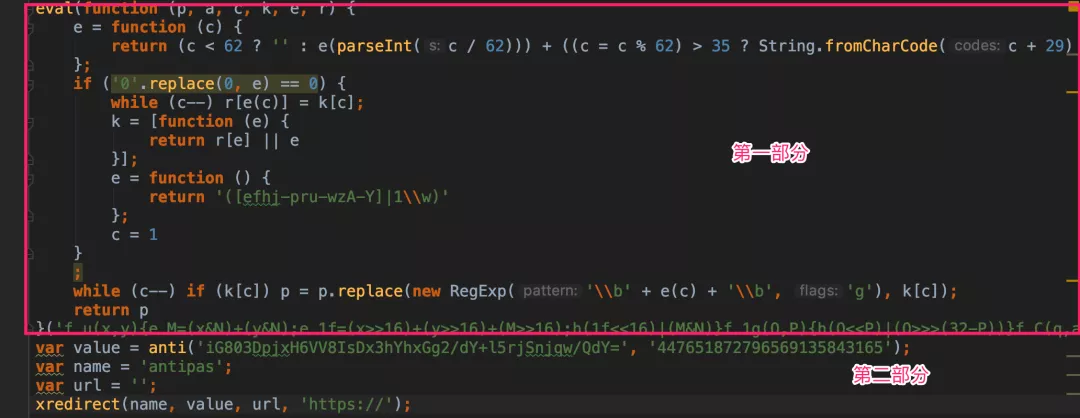 eval(function (p, a, c, k, e, r) {
e = function (c) {
return (c < 62 ? '' : e(parseInt( s: c / 62))) + ((c = c % 62) > 35 ? String.fromCharCode( codes: c + 29)
};
if ('0'.replace(0, e) == 0) {
while (c--) r[e(c)] = k[c];
k = [function (e) {
return r[e] || e
}];
e = function () {
return '([efhj-pru-wzA-Y]|1\\w)'
};
c = 1
}
;
while (c--) if (k[c]) p = p.replace(new RegExp( pattern: '\\b' + e(c) + '\\b', flags: 'g'), k[c]);
return p
}('f u(x,y){e M=(x&N)+(y&N);e 1f=(x>>16)+(y>>16)+(M>>16);h(1f<<16)|(M&N)}f 1g(O,P){h(O<<P)|(O>>>(32-P))}f C(q,a
第一部分
var value = anti('iG803DpjxH6VV8IsDx3hYhxGg2/dY+l5rjSnjqw/QdY=', '447651872796569135843165');
var name = 'antipas';
var url = '';
xredirect(name, value, url, 'https://');
第二部分